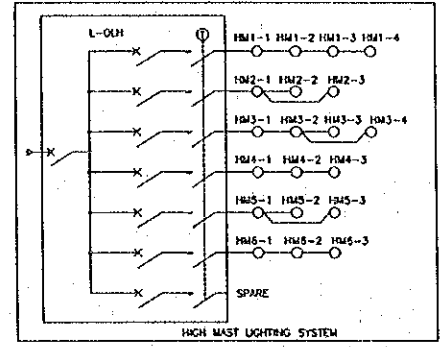 L-OLH
T
HM1-1 HM1-2 HM1-3 HM1-4
HM2-1 HM2-2 HM2-3
HM3-1 HM3-2 HM3-3 HM3-4
HM4-1 HM4-2 HM4-3
HM5-1 HM5-2 HM5-3
HM6-1 HM6-2 HM6-3
SPARE
HIGH MAST LIGHTING SYSTEM